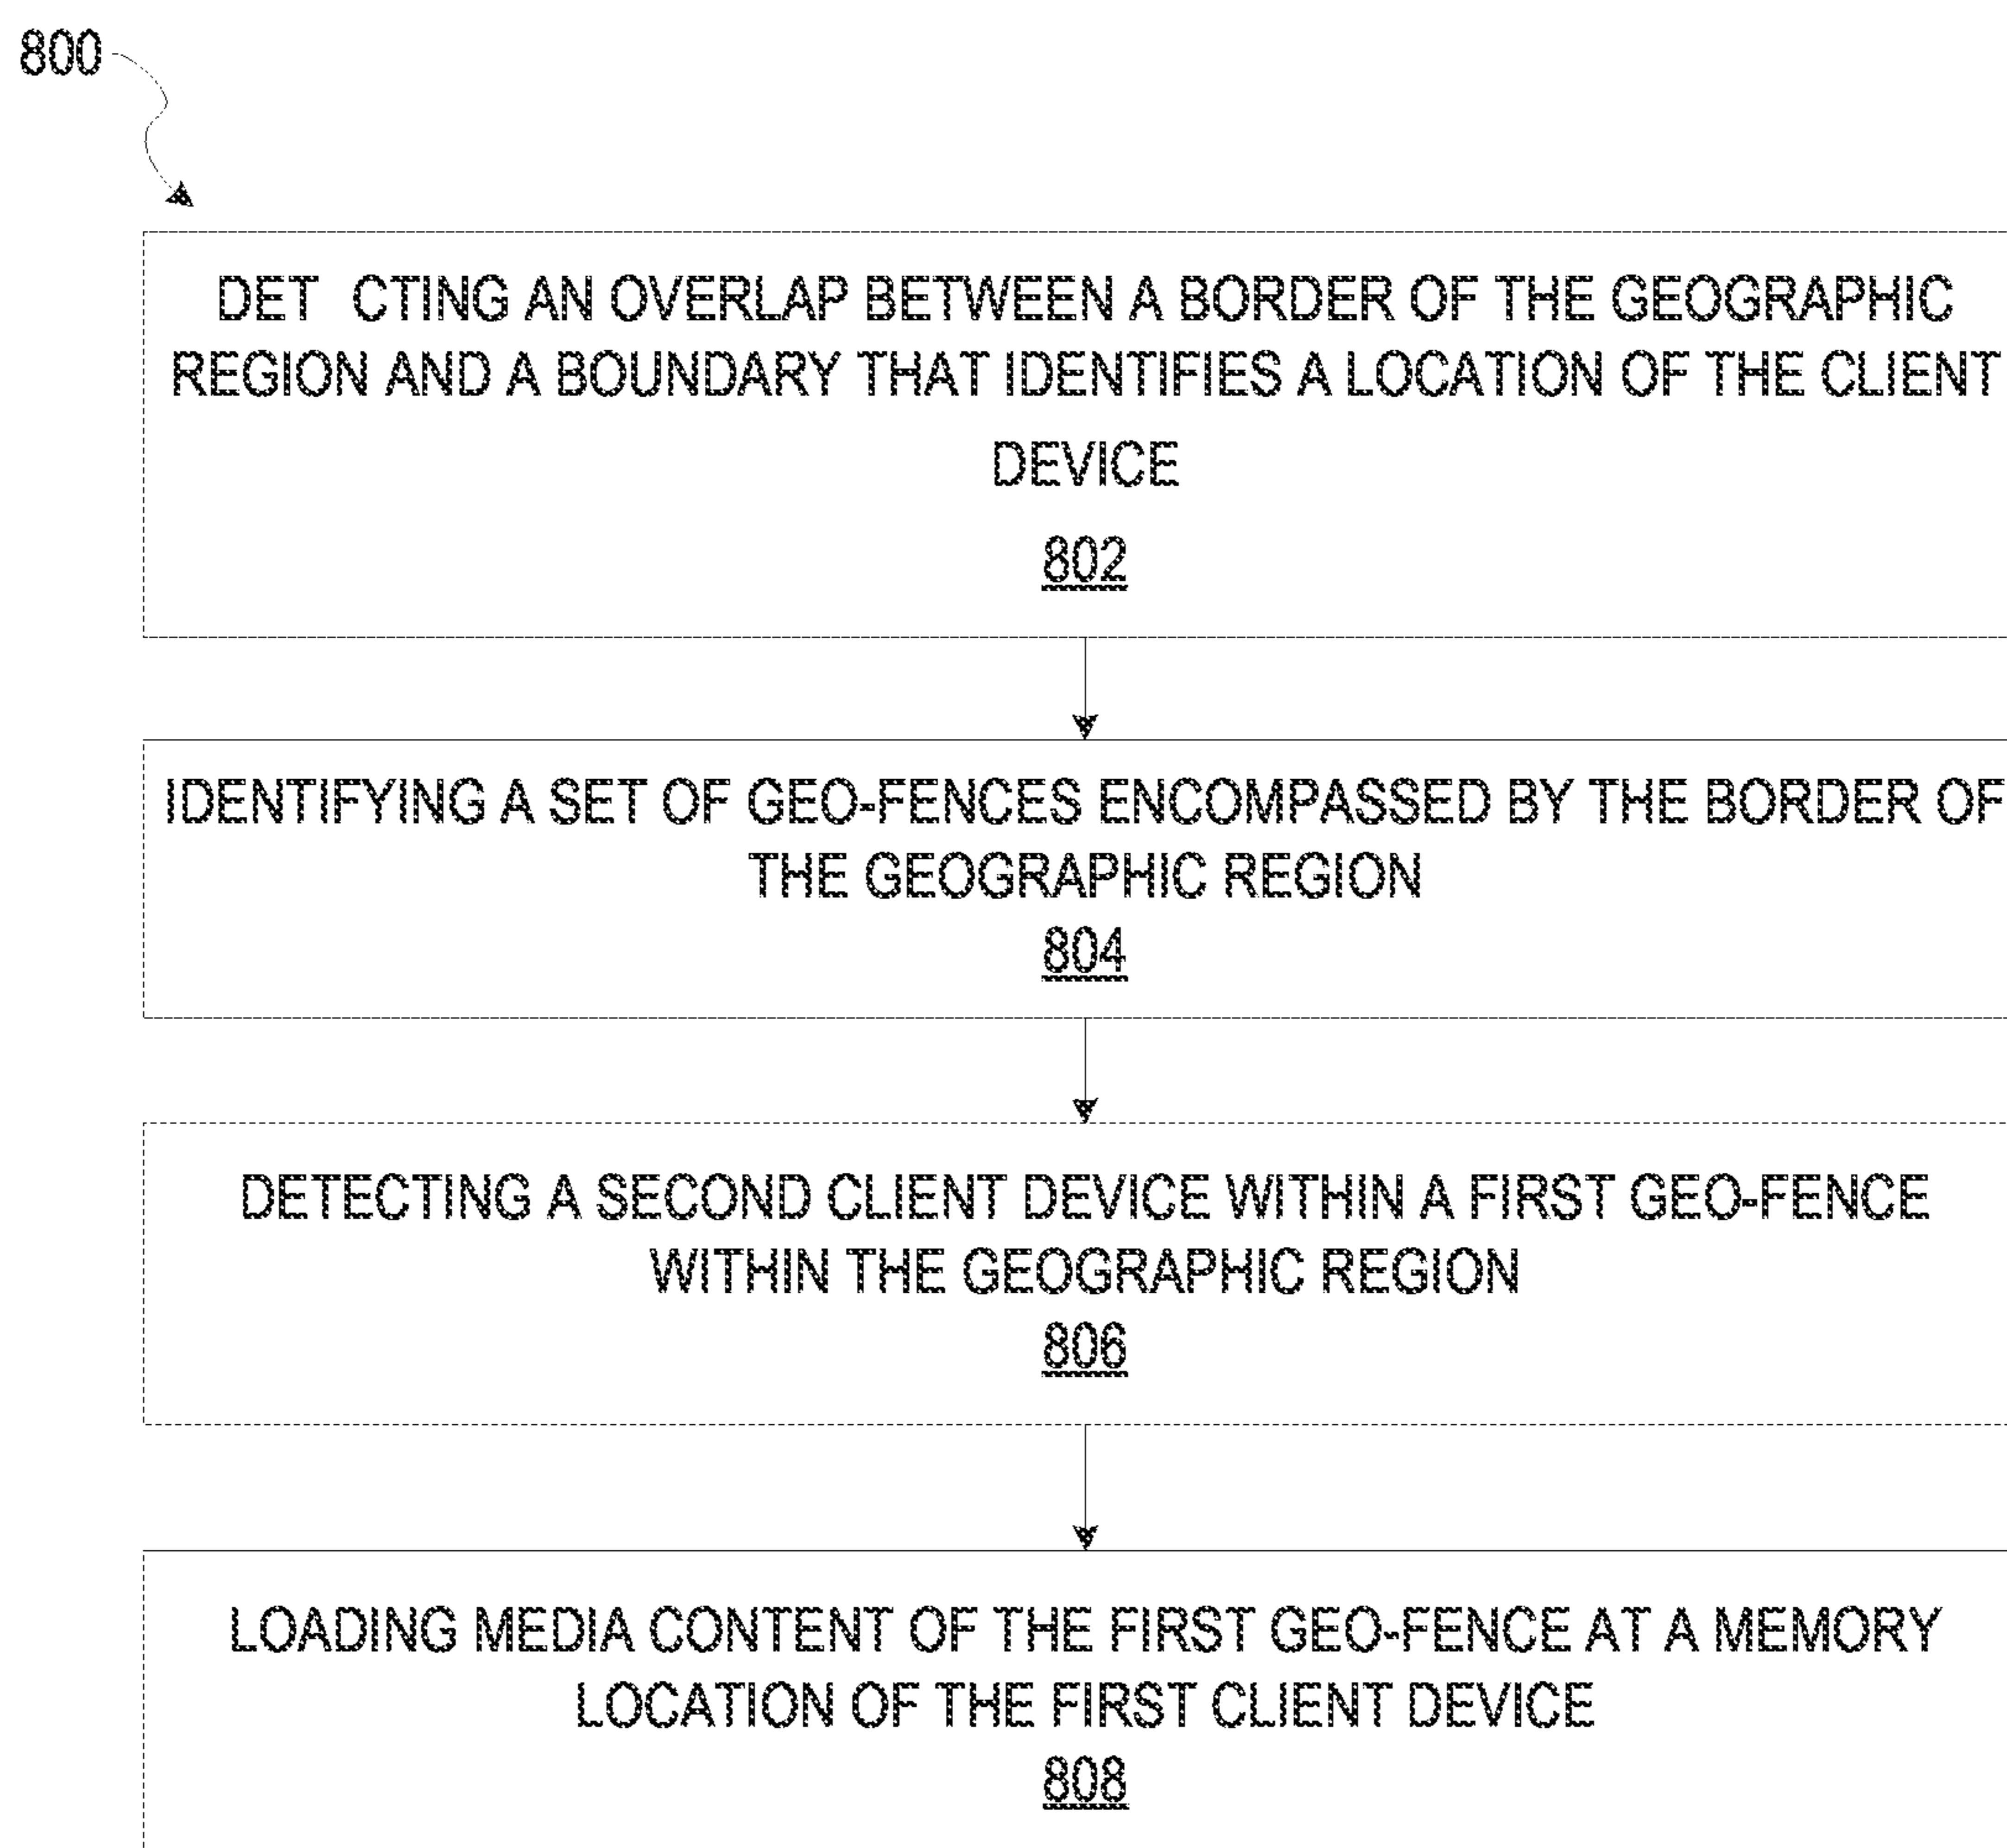 800
DET CTING AN OVERLAP BETWEEN A BORDER OF THE GEOGRAPHIC
REGION AND A BOUNDARY THAT IDENTIFIES A LOCATION OF THE CLIENT
DEVICE
802
IDENTIFYING A SET OF GEO-FENCES ENCOMPASSED BY THE BORDER OF
THE GEOGRAPHIC REGION
804
DETECTING A SECOND CLIENT DEVICE WITHIN A FIRST GEO-FENCE
WITHIN THE GEOGRAPHIC REGION
806
LOADING MEDIA CONTENT OF THE FIRST GEO-FENCE AT A MEMORY
LOCATION OF THE FIRST CLIENT DEVICE
808